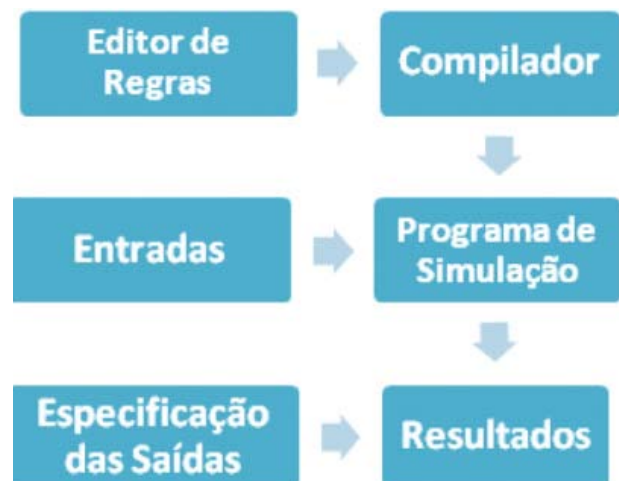 Editor de
Regras
Compilador
Entradas
Programa de
Simulação
Especificação
das Saídas
Resultados